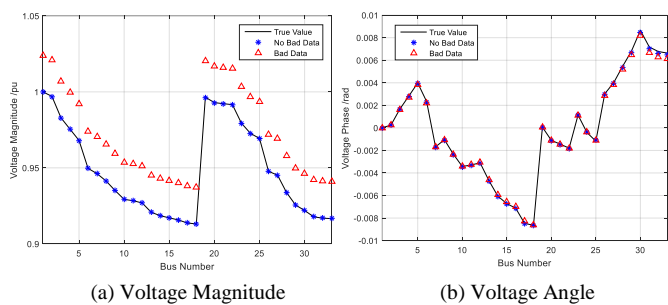 1.05
1
0.95
0.9
Voltage Magnitude /pu
True Value
No Bad Data
Bad Data
5 10 15 20 25 30
Bus Number
(a) Voltage Magnitude
0.01
0.008
0.006
0.004
0.002
0
-0.002
-0.004
-0.006
-0.008
-0.01
Voltage Phase /rad
True Value
No Bad Data
Bad Data
5 10 15 20 25 30
Bus Number
(b) Voltage Angle